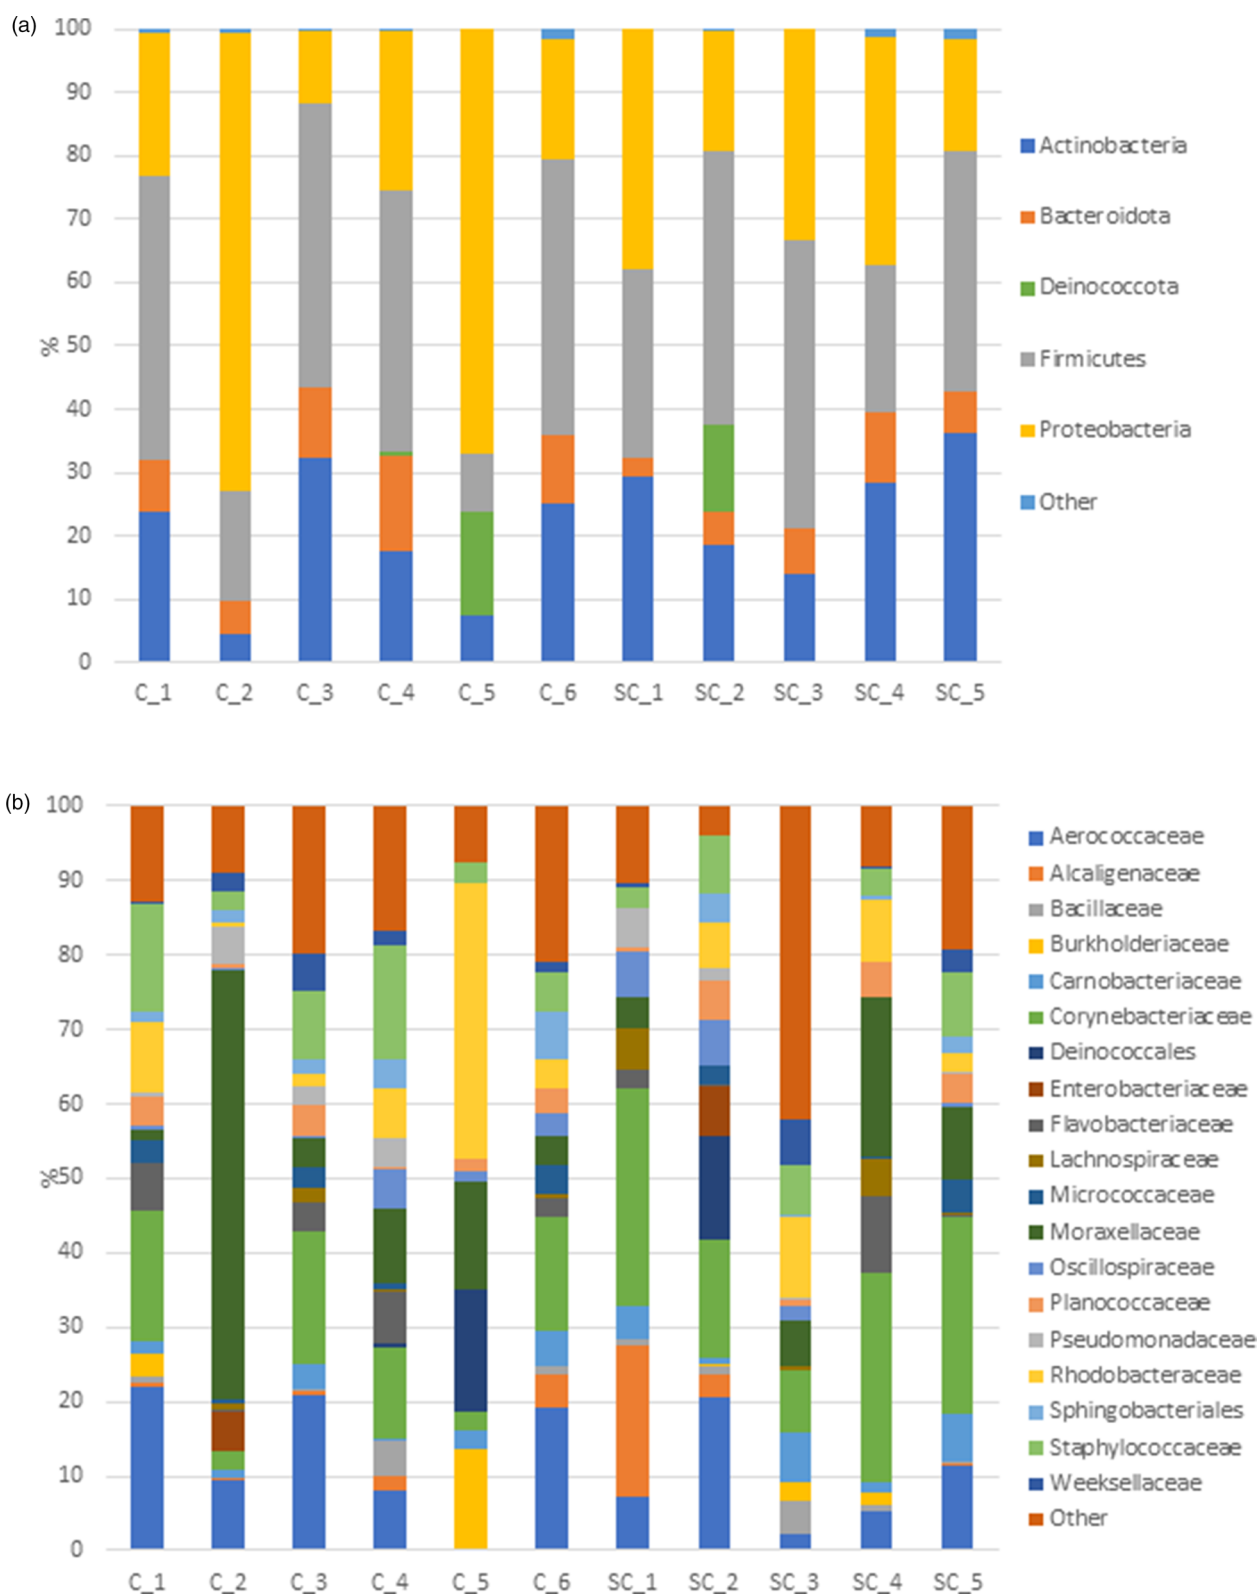 (a)
100
90
80
70
60
50
40
30
20
10
0
%
C_1 C_2 C_3 C_4 C_5 C_6 SC_1 SC_2 SC_3 SC_4 SC_5
Actinobacteria
Bacteroidota
Deinococcota
Firmicutes
Proteobacteria
Other
(b)
100
90
80
70
60
50
40
30
20
10
0
%
C_1 C_2 C_3 C_4 C_5 C_6 SC_1 SC_2 SC_3 SC_4 SC_5
Aerococcaceae
Alcaligenaceae
Bacillaceae
Burkholderiaceae
Carnobacteriaceae
Corynebacteriaceae
Deinococcales
Enterobacteriaceae
Flavobacteriaceae
Lachnospiraceae
Micrococcaceae
Moraxellaceae
Oscillospiraceae
Planococcaceae
Pseudomonadaceae
Rhodobacteraceae
Sphingobacteriales
Staphylococcaceae
Weeksellaceae
Other